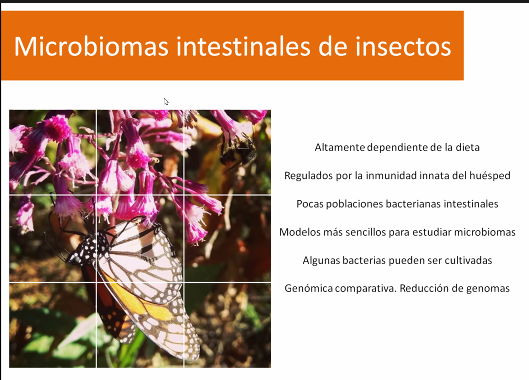 Microbiomas intestinales de insectos
Altamente dependiente de la dieta
Regulados por la inmunidad innata del huésped
Pocas poblaciones bacterianas intestinales
Modelos más sencillos para estudiar microbiomas
Algunas bacterias pueden ser cultivadas
Genómica comparativa. Reducción de genomas